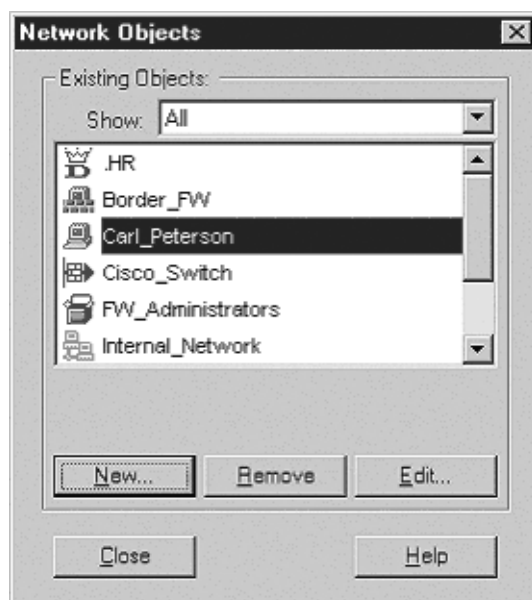 Network Objects
Existing Objects:
Show: All
.HR
Border_FW
Carl_Peterson
Cisco_Switch
FW_Administrators
Internal_Network
New... Remove Edit...
Close Help